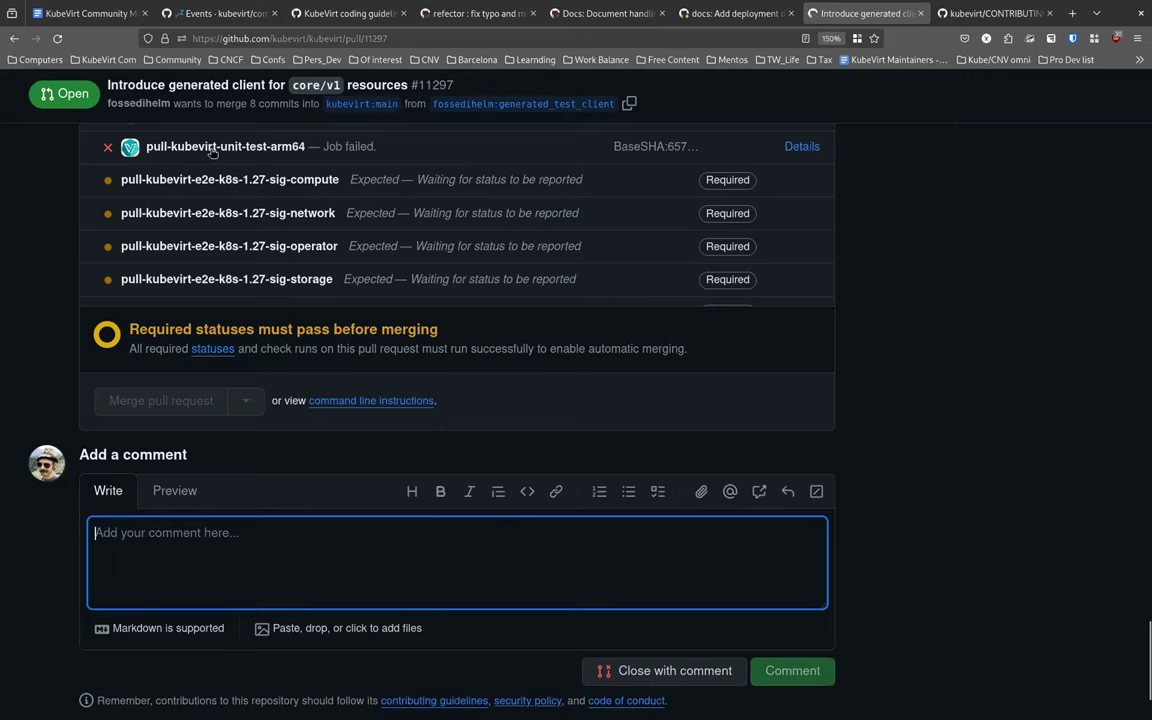 KubeVirt Community M
Events · kubevirt/com
KubeVirt coding guidel
refactor : fix typo and m
Docs: Document handli
docs: Add deployment d
Introduce generated clie
kubevirt/CONTRIBUTIN
https://github.com/kubevirt/kubevirt/pull/11297
150%
Computers KubeVirt Com Community CNCF Confs Pers_Dev Of interest CNV Barcelona Learnding Work Balance Free Content Mentos TW_Life Tax KubeVirt Maintainers -... Kube/CNV omni Pro Dev list
Open
Introduce generated client for core/v1 resources #11297
fossedihelm wants to merge 8 commits into kubevirt:main from fossedihelm:generated_test_client
pull-kubevirt-unit-test-arm64 — Job failed. BaseSHA:657... Details
pull-kubevirt-e2e-k8s-1.27-sig-compute Expected — Waiting for status to be reported Required
pull-kubevirt-e2e-k8s-1.27-sig-network Expected — Waiting for status to be reported Required
pull-kubevirt-e2e-k8s-1.27-sig-operator Expected — Waiting for status to be reported Required
pull-kubevirt-e2e-k8s-1.27-sig-storage Expected — Waiting for status to be reported Required
Required statuses must pass before merging
All required statuses and check runs on this pull request must run successfully to enable automatic merging.
Merge pull request or view command line instructions.
Add a comment
Write Preview
Add your comment here...
Markdown is supported Paste, drop, or click to add files
Close with comment Comment
Remember, contributions to this repository should follow its contributing guidelines, security policy, and code of conduct.